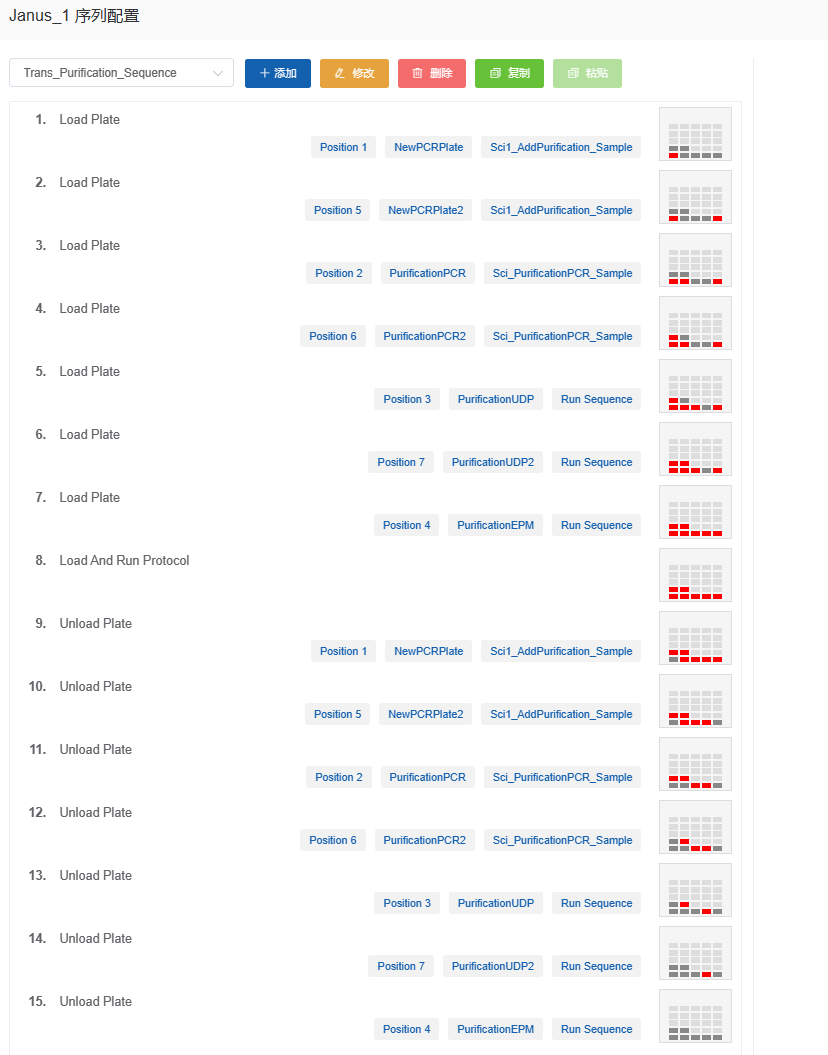 Janus_1 序列配置
Trans_Purification_Sequence 添加 修改 删除 复制 粘贴
1. Load Plate
Position 1 NewPCRPlate Sci1_AddPurification_Sample
2. Load Plate
Position 5 NewPCRPlate2 Sci1_AddPurification_Sample
3. Load Plate
Position 2 PurificationPCR Sci_PurificationPCR_Sample
4. Load Plate
Position 6 PurificationPCR2 Sci_PurificationPCR_Sample
5. Load Plate
Position 3 PurificationUDP Run Sequence
6. Load Plate
Position 7 PurificationUDP2 Run Sequence
7. Load Plate
Position 4 PurificationEPM Run Sequence
8. Load And Run Protocol
9. Unload Plate
Position 1 NewPCRPlate Sci1_AddPurification_Sample
10. Unload Plate
Position 5 NewPCRPlate2 Sci1_AddPurification_Sample
11. Unload Plate
Position 2 PurificationPCR Sci_PurificationPCR_Sample
12. Unload Plate
Position 6 PurificationPCR2 Sci_PurificationPCR_Sample
13. Unload Plate
Position 3 PurificationUDP Run Sequence
14. Unload Plate
Position 7 PurificationUDP2 Run Sequence
15. Unload Plate
Position 4 PurificationEPM Run Sequence